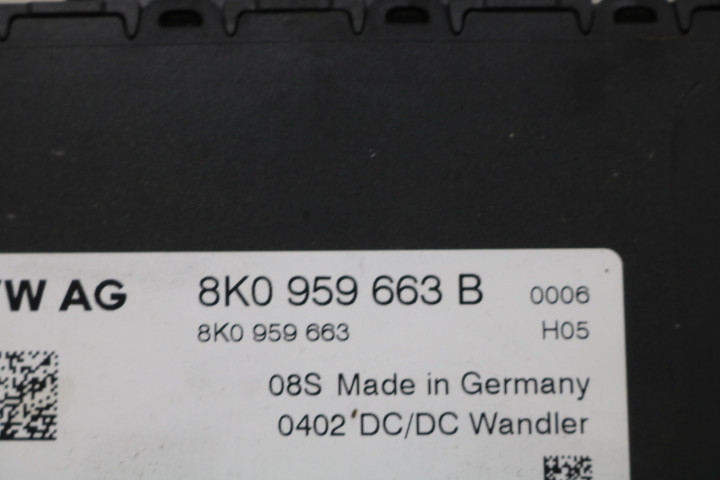 W AG 8K0 959 663 B 0006
8K0 959 663 H05
08S Made in Germany
0402 DC/DC Wandler